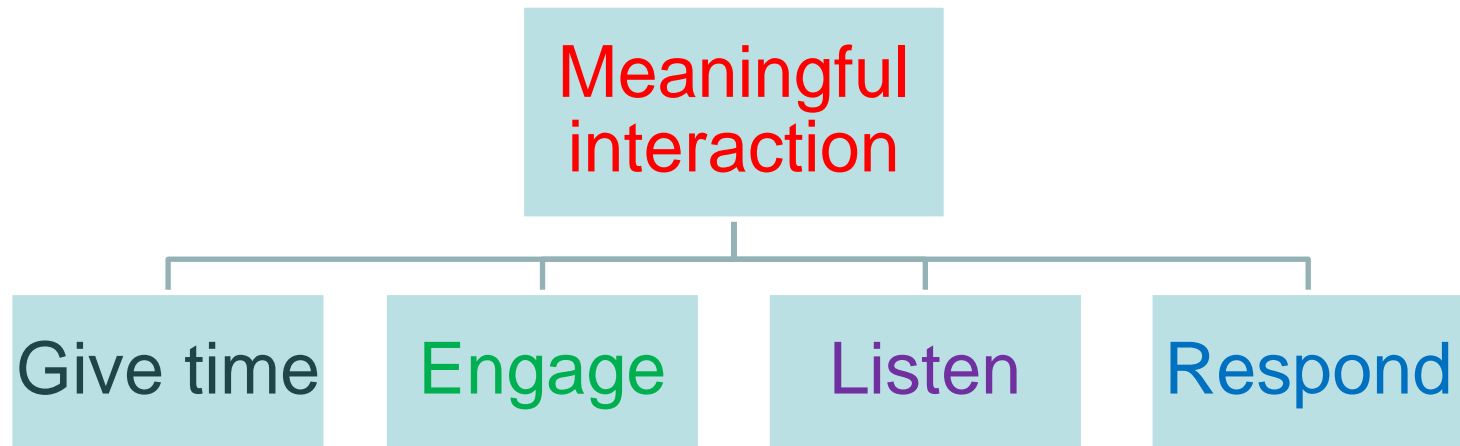 Meaningful
interaction
Give time
Engage
Listen
Respond